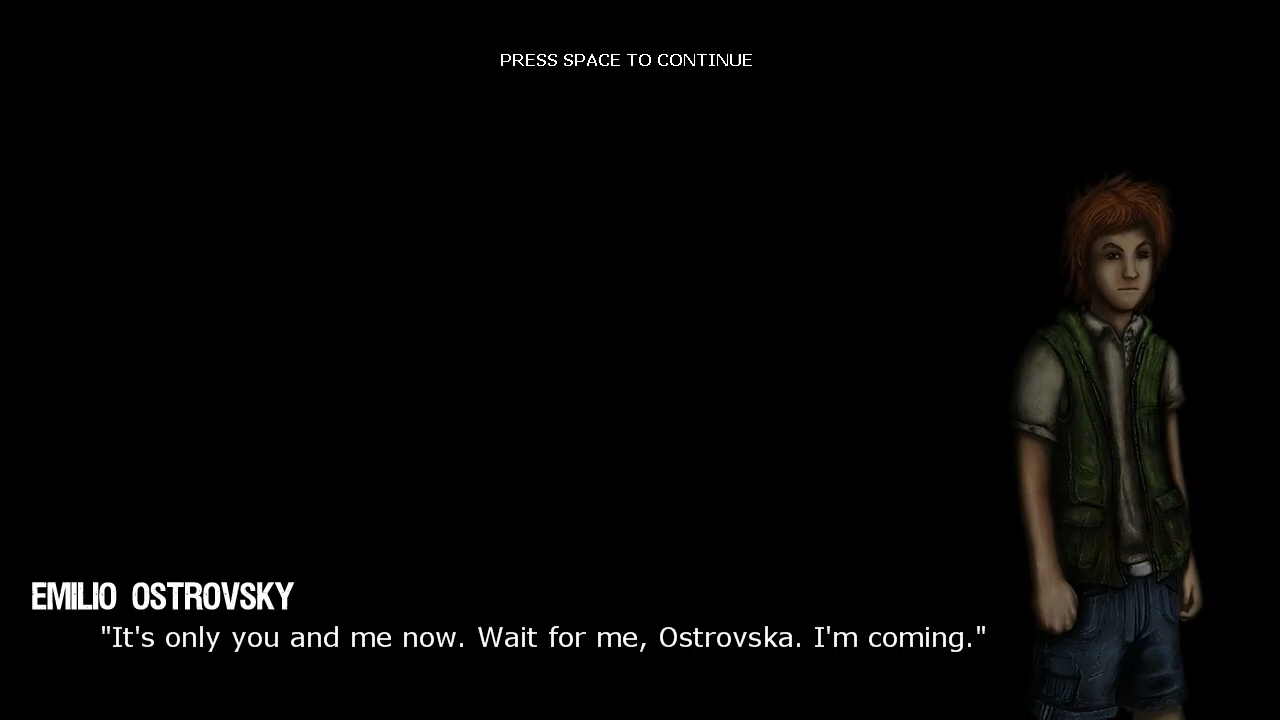 PRESS SPACE TO CONTINUE
EMILIO OSTROVSKY
"It's only you and me now. Wait for me, Ostrovska. I'm coming."